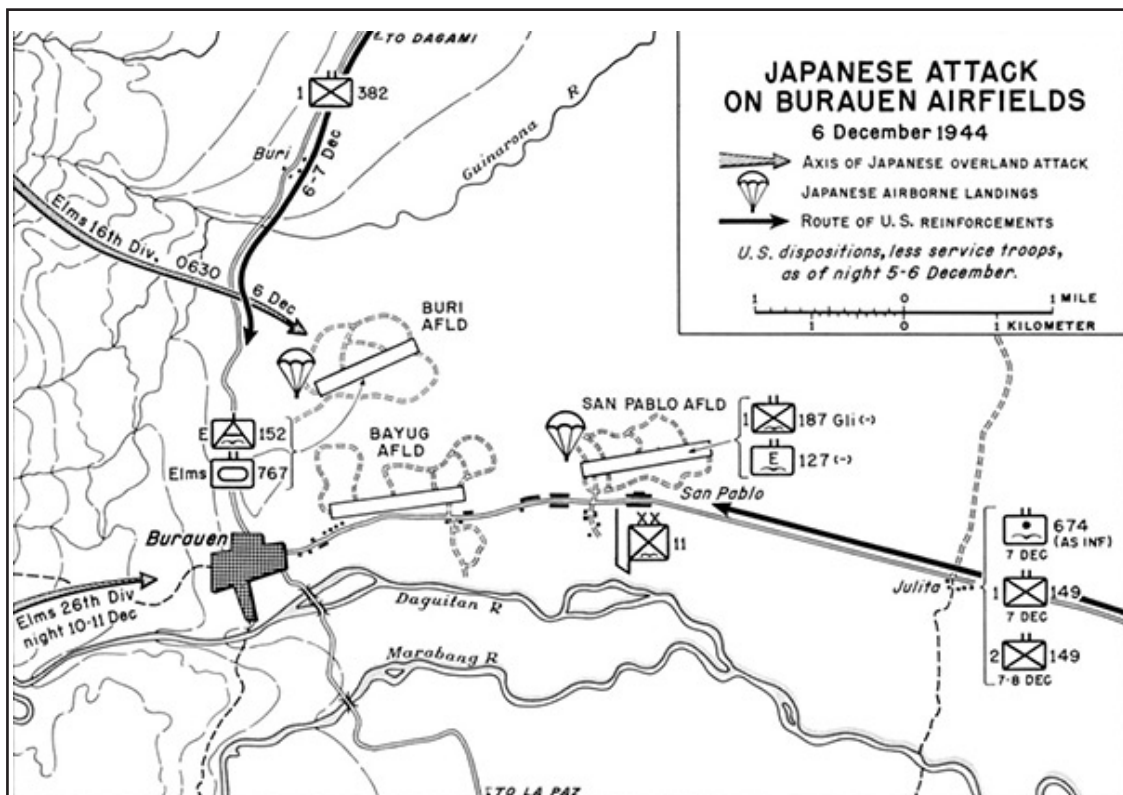 TO DAGAMI
1 382
Buri
6-7 Dec
Guinarona R
Elms 16th Div. 0630
6 Dec
JAPANESE ATTACK
ON BURAUEN AIRFIELDS
6 December 1944
AXIS OF JAPANESE OVERLAND ATTACK
JAPANESE AIRBORNE LANDINGS
ROUTE OF U.S. REINFORCEMENTS
U.S. dispositions, less service troops,
as of night 5-6 December.
1 0 1 MILE
1 0 1 KILOMETER
BURI
AFLD
E 152
Elms 767
BAYUG
AFLD
SAN PABLO AFLD
1 187 Gli (-)
E 127 (-)
San Pablo
XX
11
Burauen
Elms 26th Div
night 10-11 Dec
Daguitan R
Marabang R
Julita
674
(AS INF)
7 DEC
1 149
7 DEC
2 149
7-8 DEC
TO LA PAZ